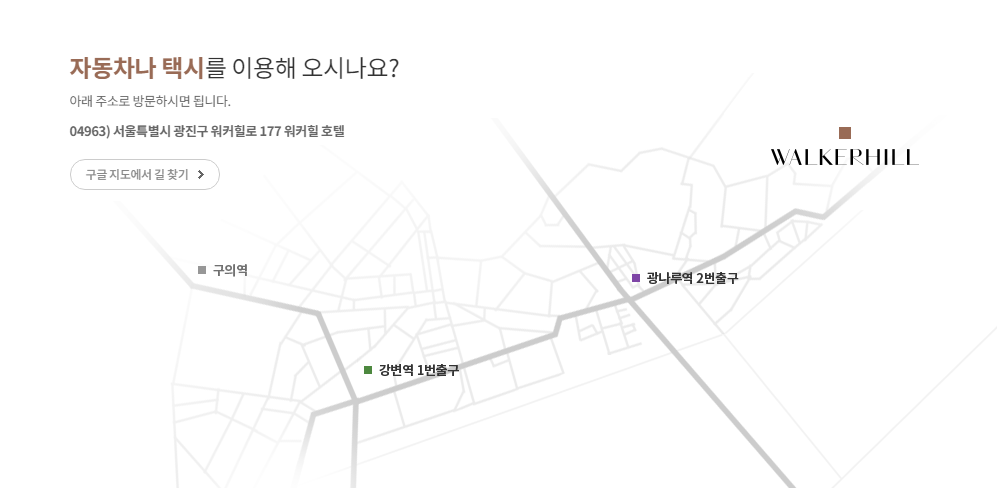 자동차나 택시를 이용해 오시나요?
아래 주소로 방문하시면 됩니다.
04963) 서울특별시 광진구 워커힐로 177 워커힐 호텔
구글 지도에서 길 찾기
WALKERHILL
구의역
광나루역 2번출구
강변역 1번출구